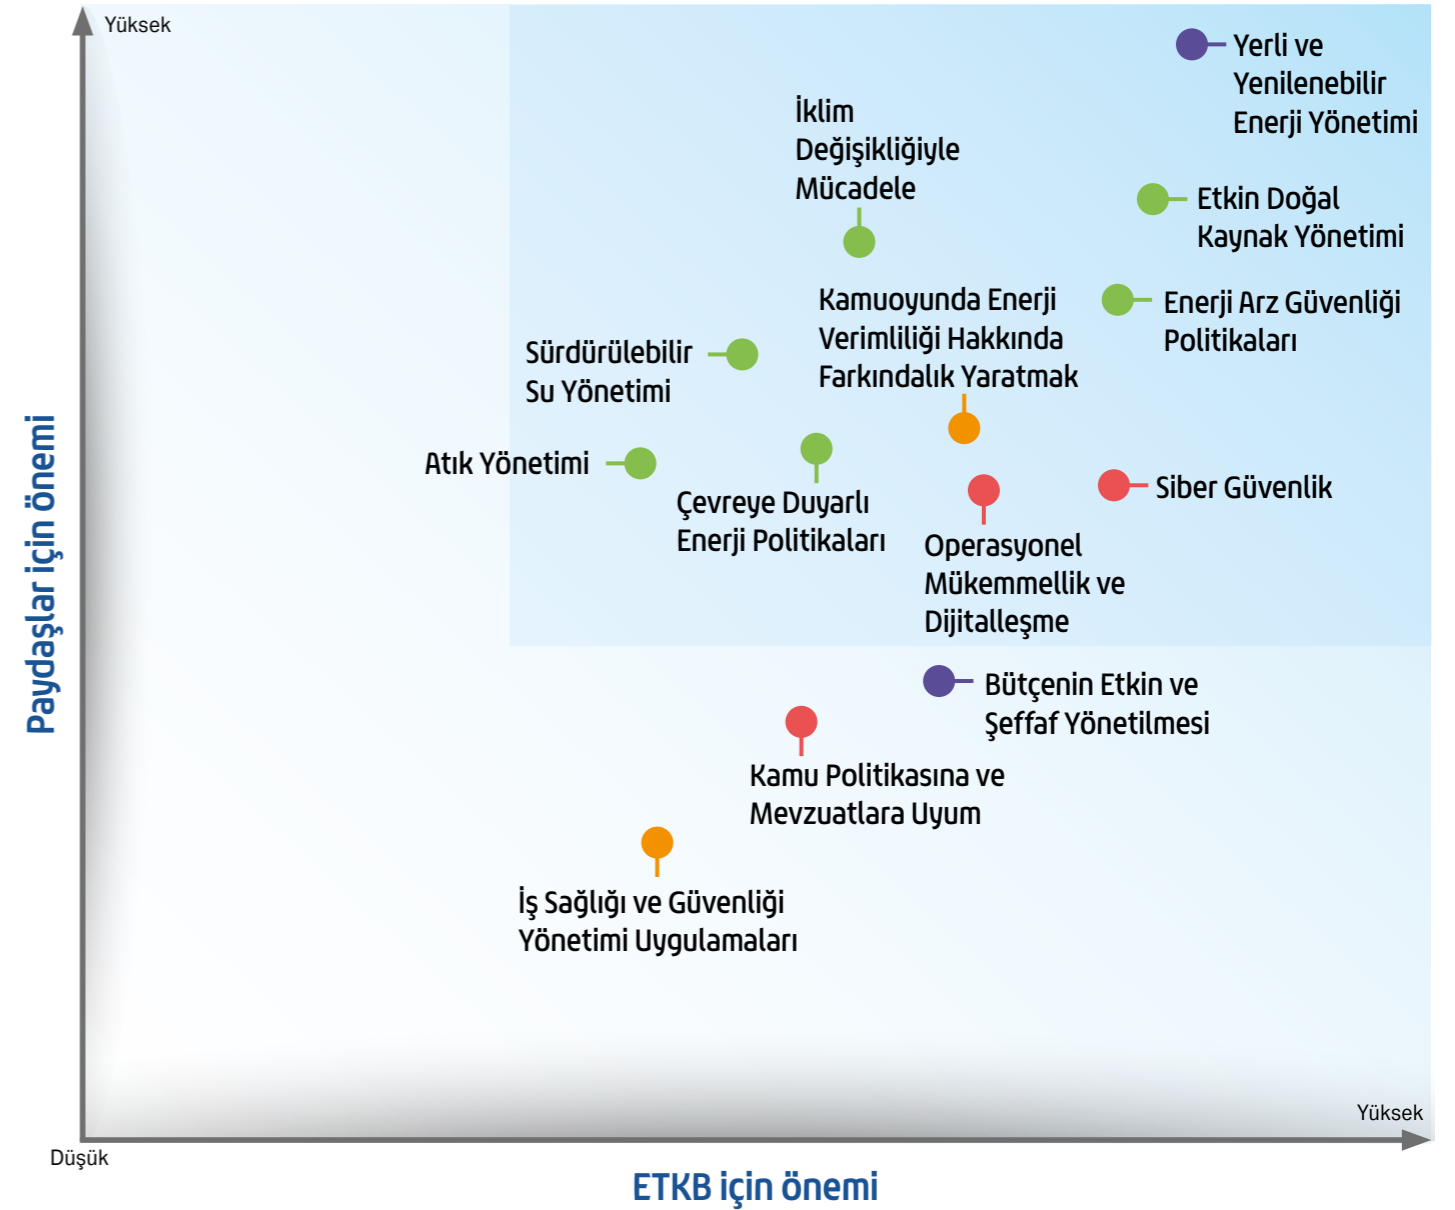 Yüksek
Yerli ve
Yenilenebilir
Enerji Yönetimi
İklim
Değişikliğiyle
Mücadele
Etkin Doğal
Kaynak Yönetimi
Kamuoyunda Enerji
Verimliliği Hakkında
Farkındalık Yaratmak
Enerji Arz Güvenliği
Politikaları
Sürdürülebilir
Su Yönetimi
Atık Yönetimi
Çevreye Duyarlı
Enerji Politikaları
Siber Güvenlik
Operasyonel
Mükemmellik ve
Dijitalleşme
Bütçenin Etkin ve
Şeffaf Yönetilmesi
Kamu Politikasına ve
Mevzuatlara Uyum
İş Sağlığı ve Güvenliği
Yönetimi Uygulamaları
Paydaşlar için önemi
Yüksek
Düşük
ETKB için önemi